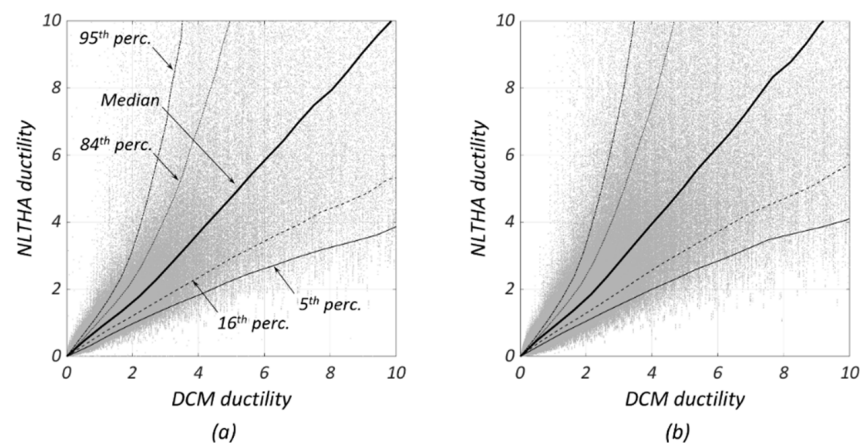 10
95th perc.
8
Median
84th perc.
6
4
2
0
NLTHA ductility
16th perc.
5th perc.
0 2 4 6 8 10
DCM ductility
(a)
10
8
6
4
2
0
NLTHA ductility
0 2 4 6 8 10
DCM ductility
(b)